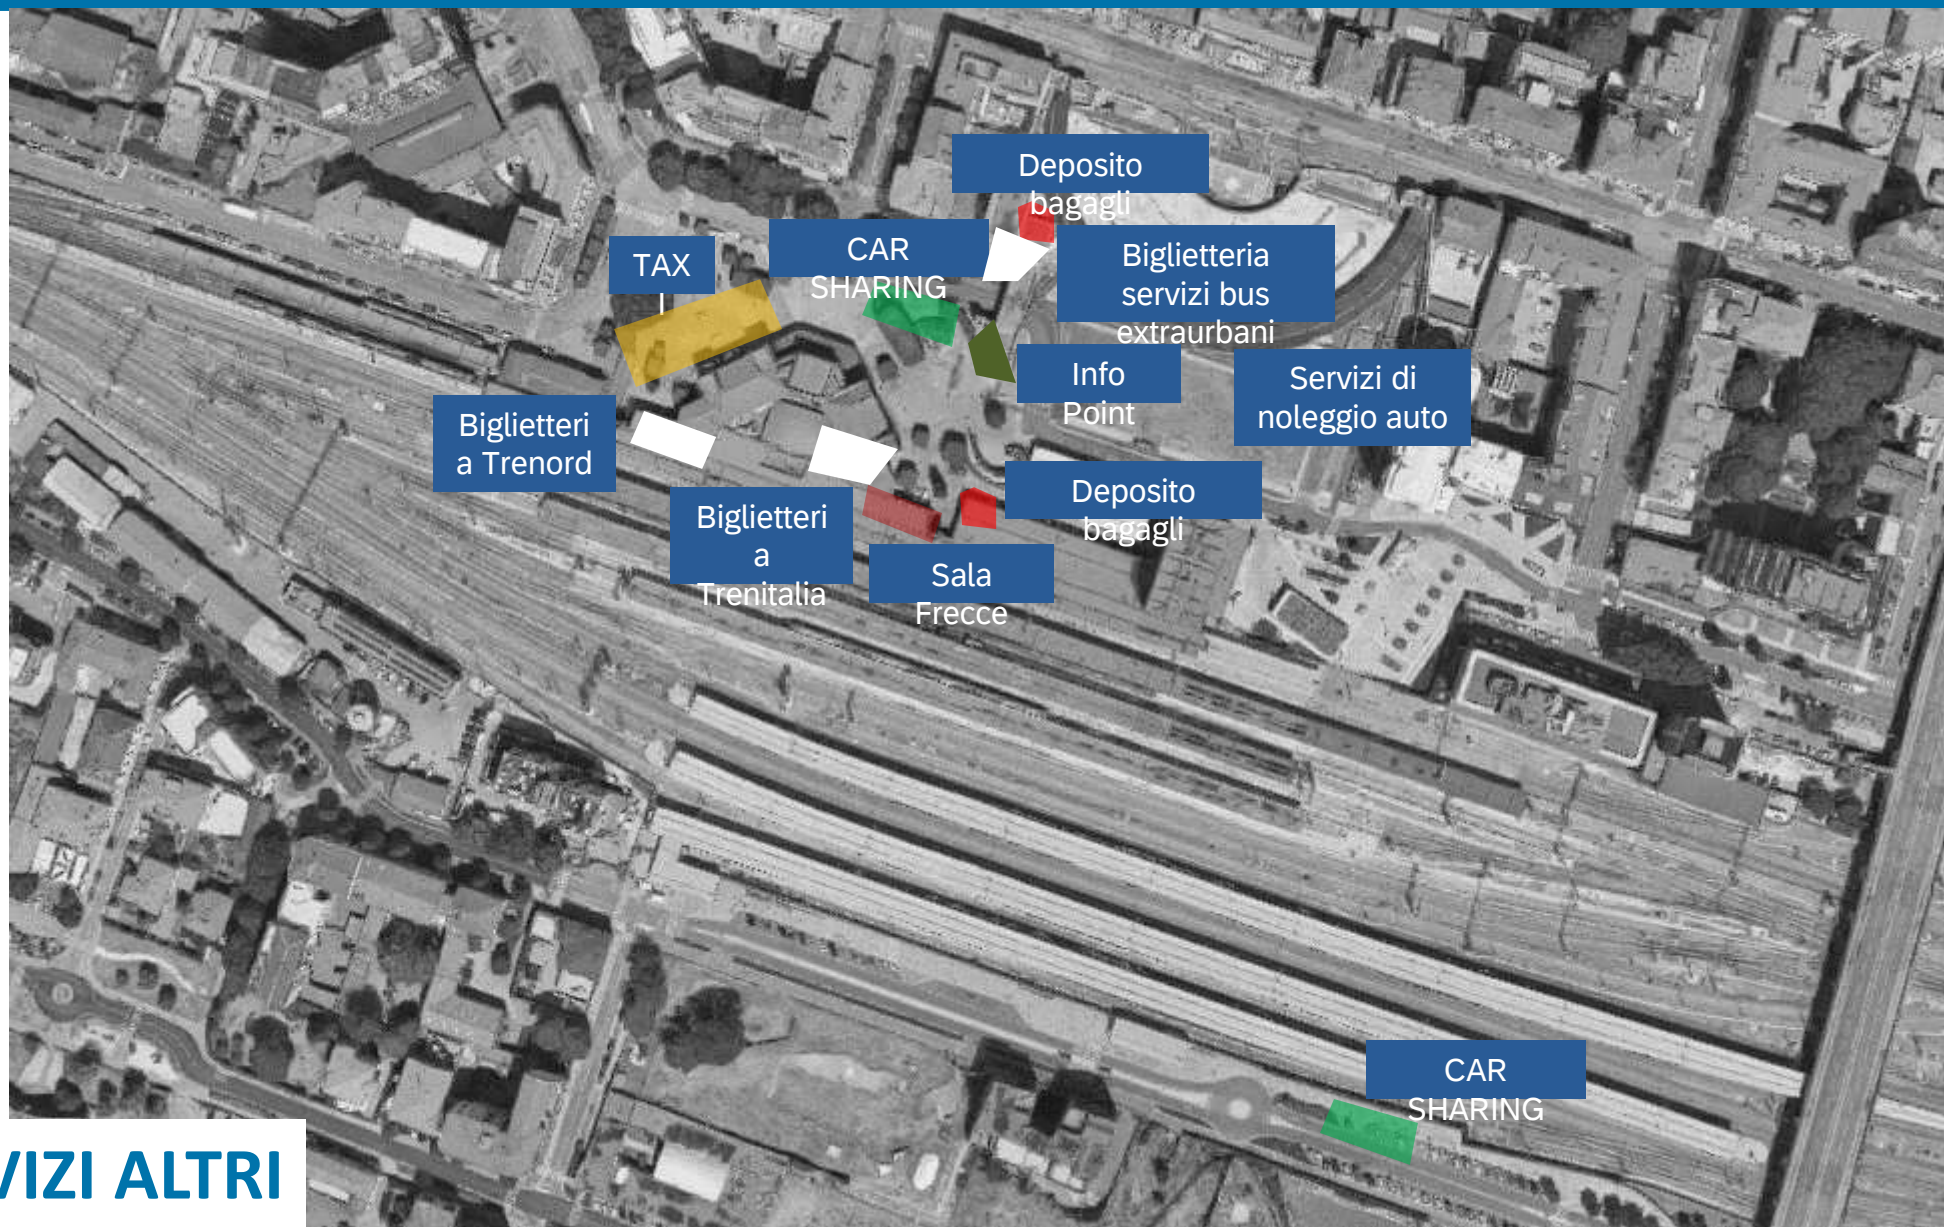 Deposito
bagagli
CAR
SHARING
TAX
I
Biglietteria
servizi bus
extraurbani
Info
Point
Servizi di
noleggio auto
Biglietteri
a Trenord
Biglietteri
a
Trenitalia
Deposito
bagagli
Sala
Frecce
CAR
SHARING
VIZI ALTRI